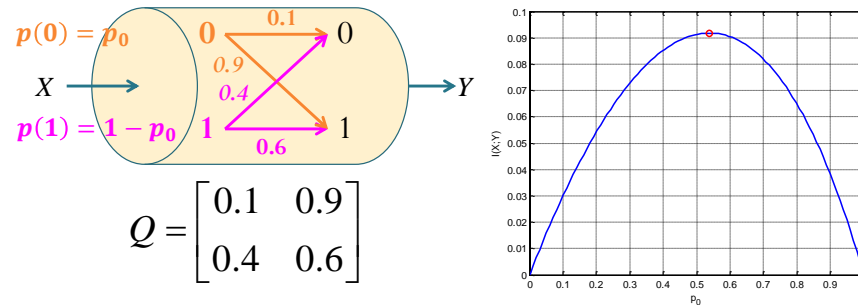 p(0) = p₀
0
0.1
0
0.9
X
0.4
Y
p(1) = 1 − p₀
1
0.6
1
Q = [0.1 0.9
0.4 0.6]
0.1
0.09
0.08
0.07
0.06
0.05
0.04
0.03
0.02
0.01
0
I(X;Y)
0 0.1 0.2 0.3 0.4 0.5 0.6 0.7 0.8 0.9
p₀